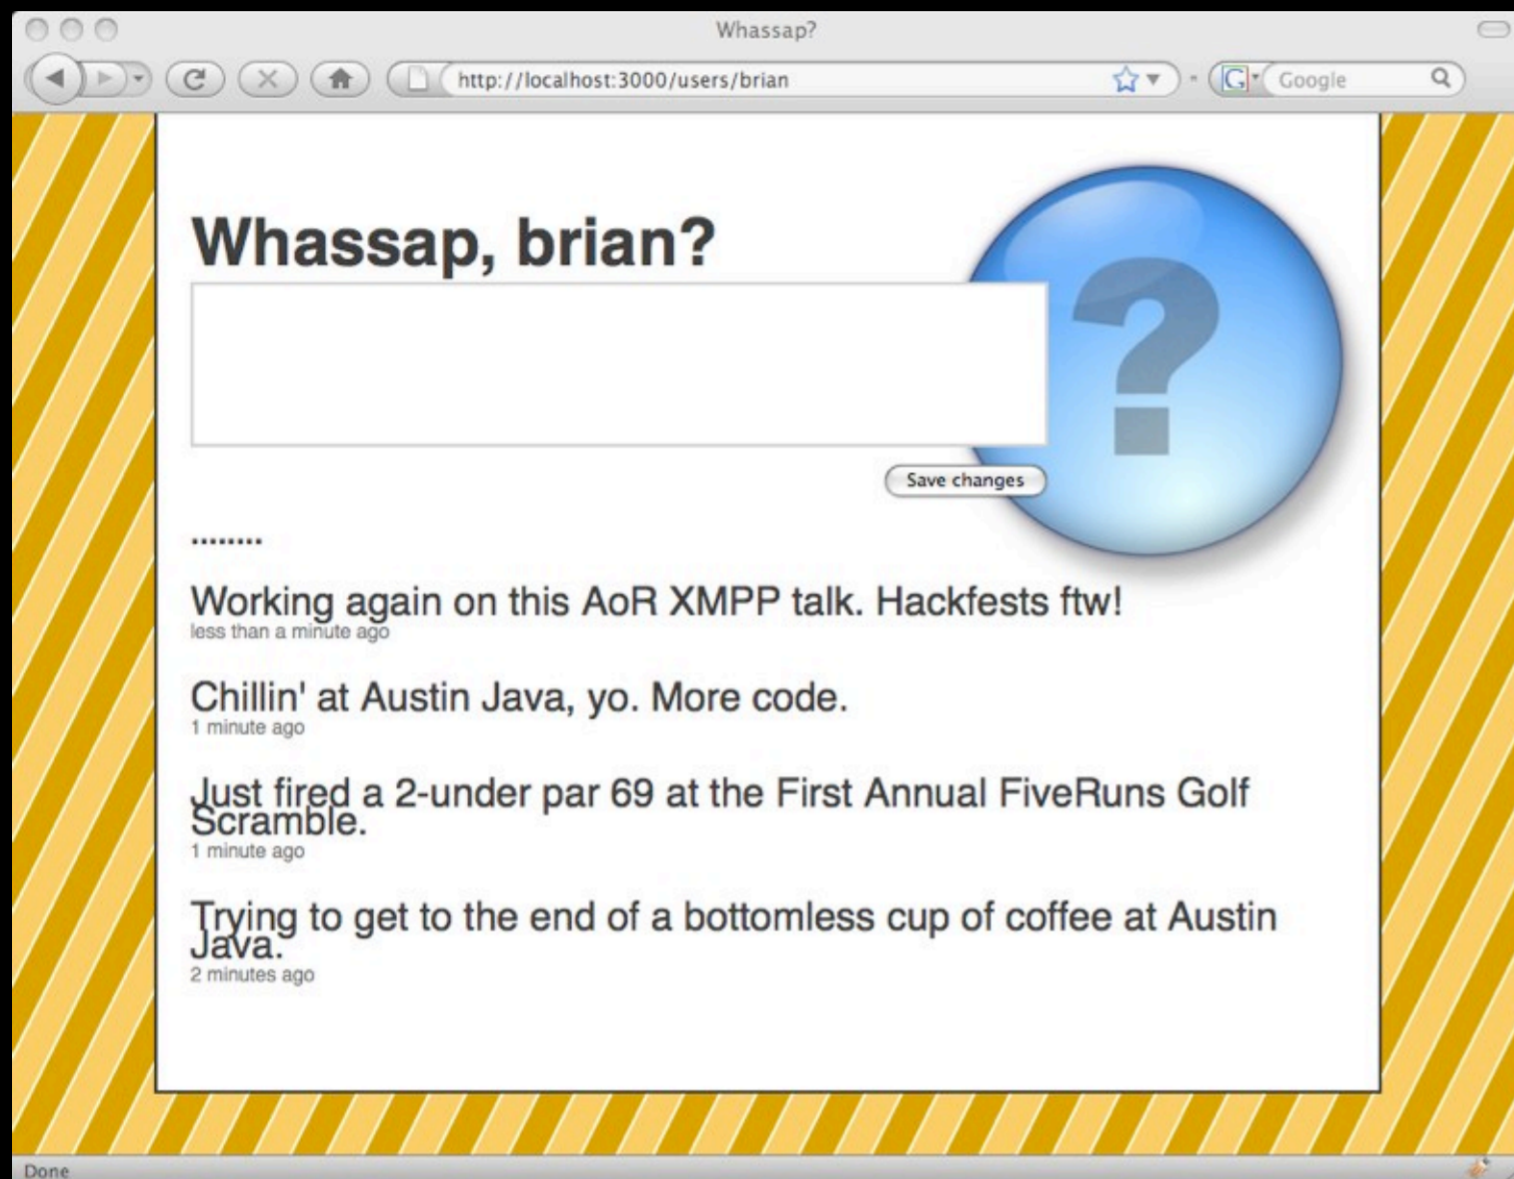 Whassap?
http://localhost:3000/users/brian
G
Google
Whassap, brian?
?
Save changes
........
Working again on this AoR XMPP talk. Hackfests ftw!
less than a minute ago
Chillin' at Austin Java, yo. More code.
1 minute ago
Just fired a 2-under par 69 at the First Annual FiveRuns Golf
Scramble.
1 minute ago
Trying to get to the end of a bottomless cup of coffee at Austin
Java.
2 minutes ago
Done